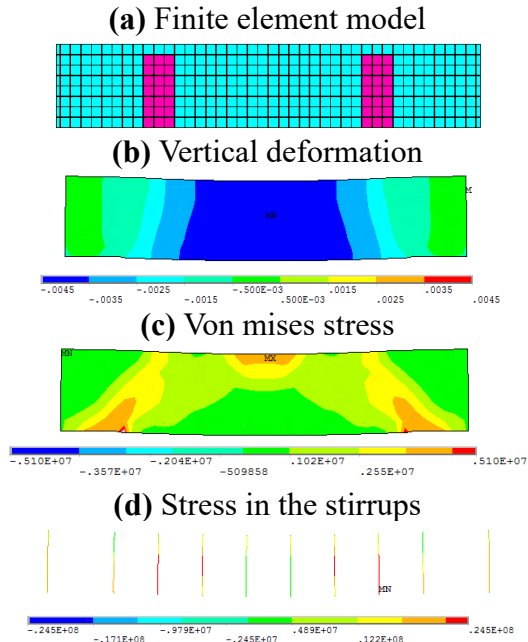 (a) Finite element model
(b) Vertical deformation
M
MN
-.0045 -.0025 -.500E-03 .0015 .0035
-.0035 -.0015 .500E-03 .0025 .0045
(c) Von mises stress
MN
MX
-.510E+07 -.204E+07 .102E+07 .510E+07
-.357E+07 -509858 .255E+07
(d) Stress in the stirrups
MN
-.245E+08 -.979E+07 .489E+07 .245E+08
-.171E+08 -.245E+07 .122E+08